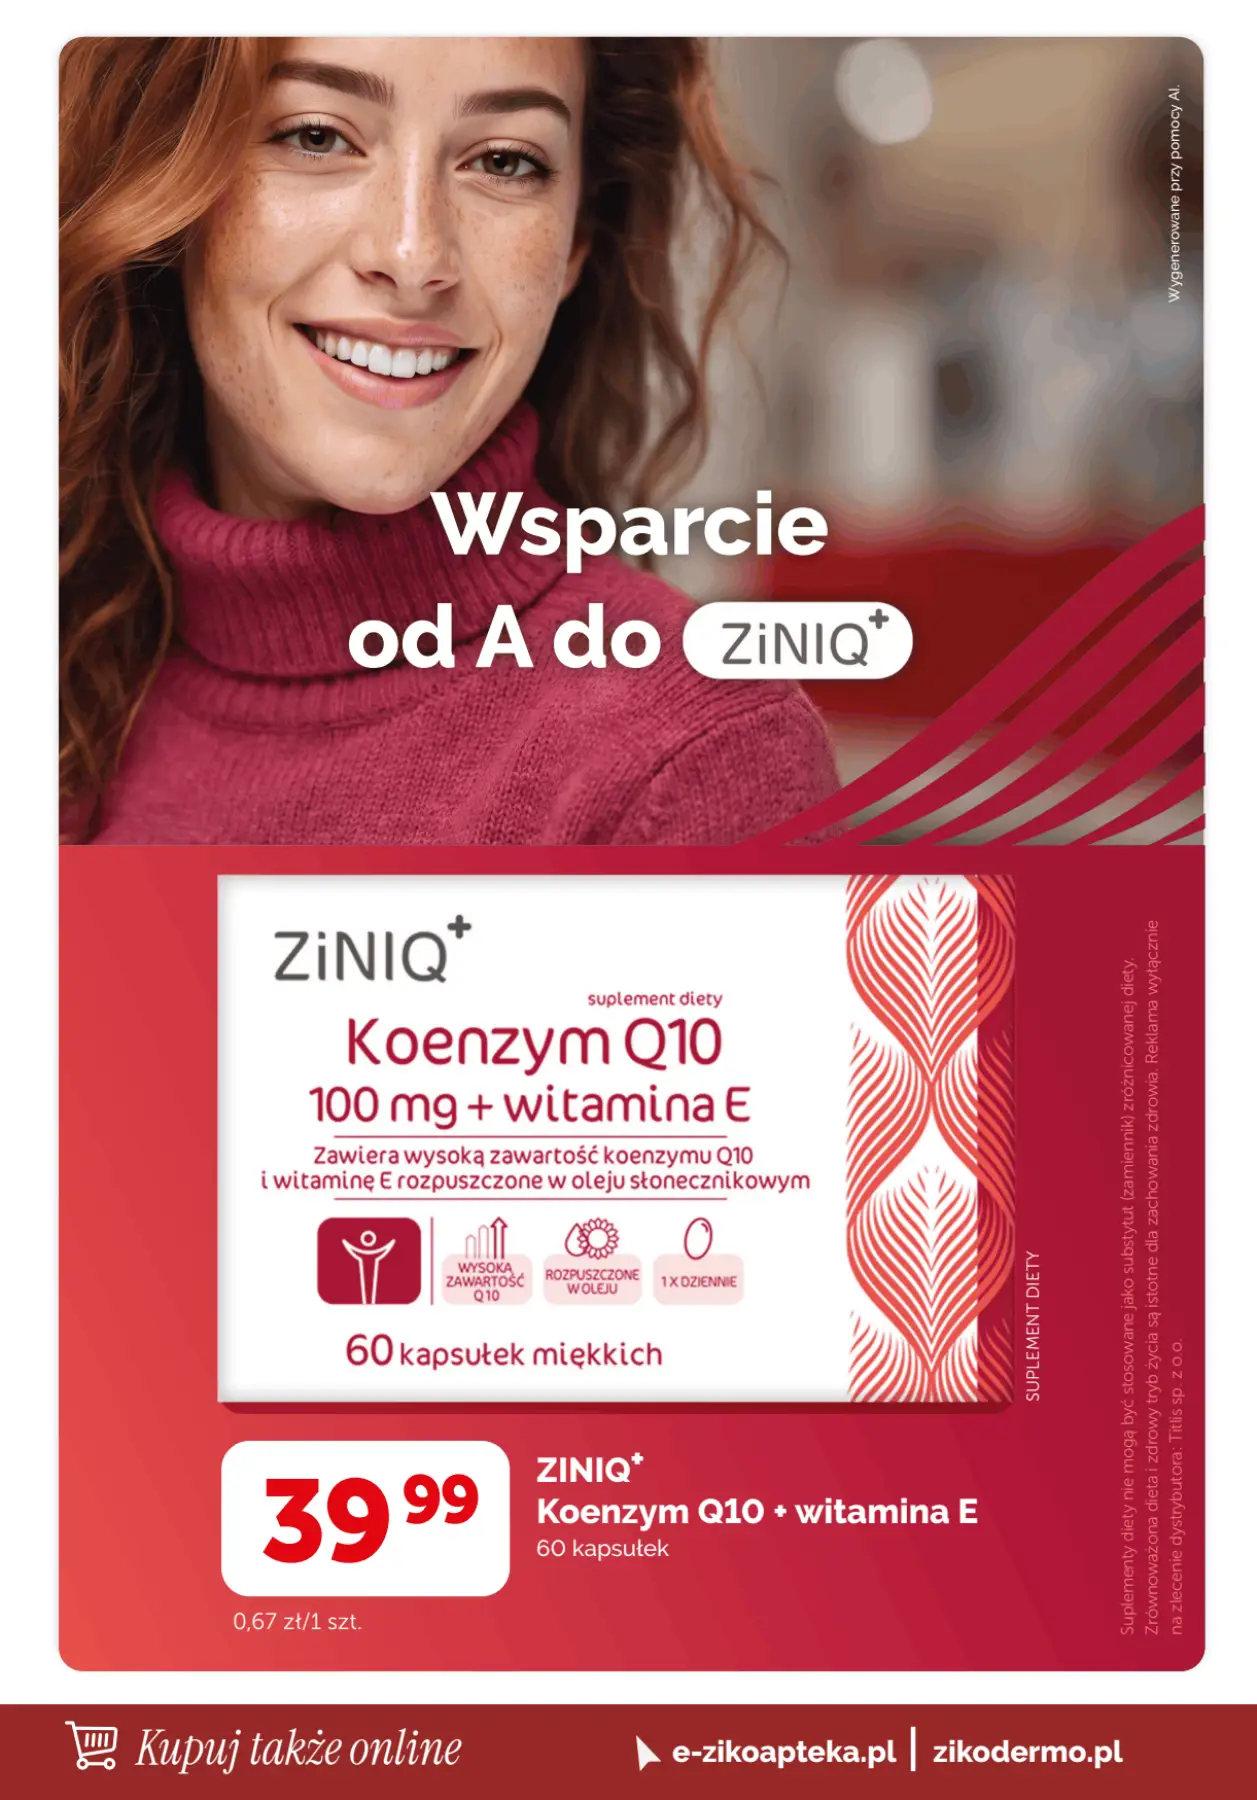 Wygenerowane przy pomocy AI.
Wsparcie
od A do ZiNIQ+
ZiNIQ+
suplement diety
Koenzym Q10
100 mg + witamina E
Zawiera wysoką zawartość koenzymu Q10
i witaminę E rozpuszczone w oleju słonecznikowym
WYSOKA
ZAWARTOŚĆ
Q10
ROZPUSZCZONE
W OLEJU
1 X DZIENNIE
60 kapsułek miękkich
SUPLEMENT DIETY
Suplementy diety nie mogą być stosowane jako substytut (zamiennik) zróżnicowanej diety.
Zrównoważona dieta i zdrowy tryb życia są istotne dla zachowania zdrowia. Reklama wyłącznie
na zlecenie dystrybutora: Titlis sp. z o.o.
39 99
0,67 zł/1 szt.
ZINIQ+
Koenzym Q10 + witamina E
60 kapsułek
Kupuj także online
e-zikoapteka.pl | zikodermo.pl